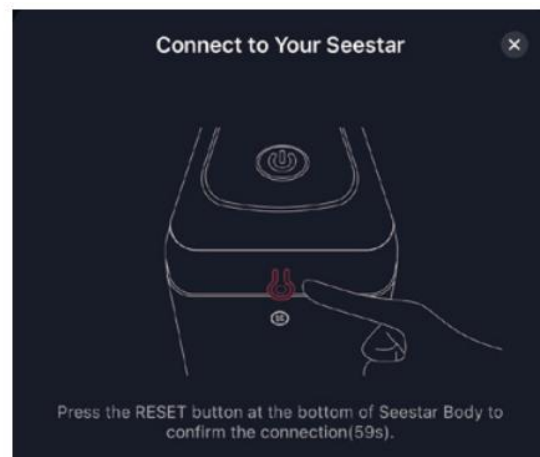 Connect to Your Seestar
Press the RESET button at the bottom of Seestar Body to
confirm the connection(59s).